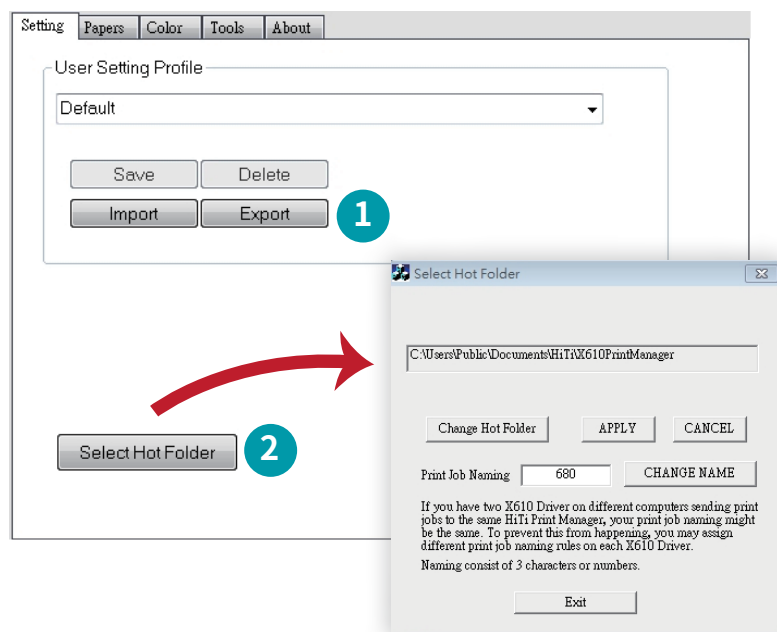 Setting Papers Color Tools About
User Setting Profile
Default
Save Delete
Import Export
1
Select Hot Folder
2
Select Hot Folder
C:\Users\Public\Documents\HiTi\X610PrintManager
Change Hot Folder APPLY CANCEL
Print Job Naming 680 CHANGE NAME
If you have two X610 Driver on different computers sending print
jobs to the same HiTi Print Manager, your print job naming might
be the same. To prevent this from happening, you may assign
different print job naming rules on each X610 Driver.
Naming consist of 3 characters or numbers.
Exit